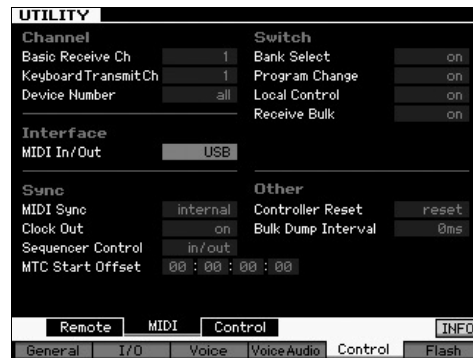 UTILITY
Channel
Basic Receive Ch 1
Keyboard TransmitCh 1
Device Number all
Interface
MIDI In/Out USB
Sync
MIDI Sync internal
Clock Out on
Sequencer Control in/out
MTC Start Offset 00 : 00 : 00 : 00
Switch
Bank Select on
Program Change on
Local Control on
Receive Bulk on
Other
Controller Reset reset
Bulk Dump Interval 0ms
Remote MIDI Control INFO
General I/O Voice Voice Audio Control Flash